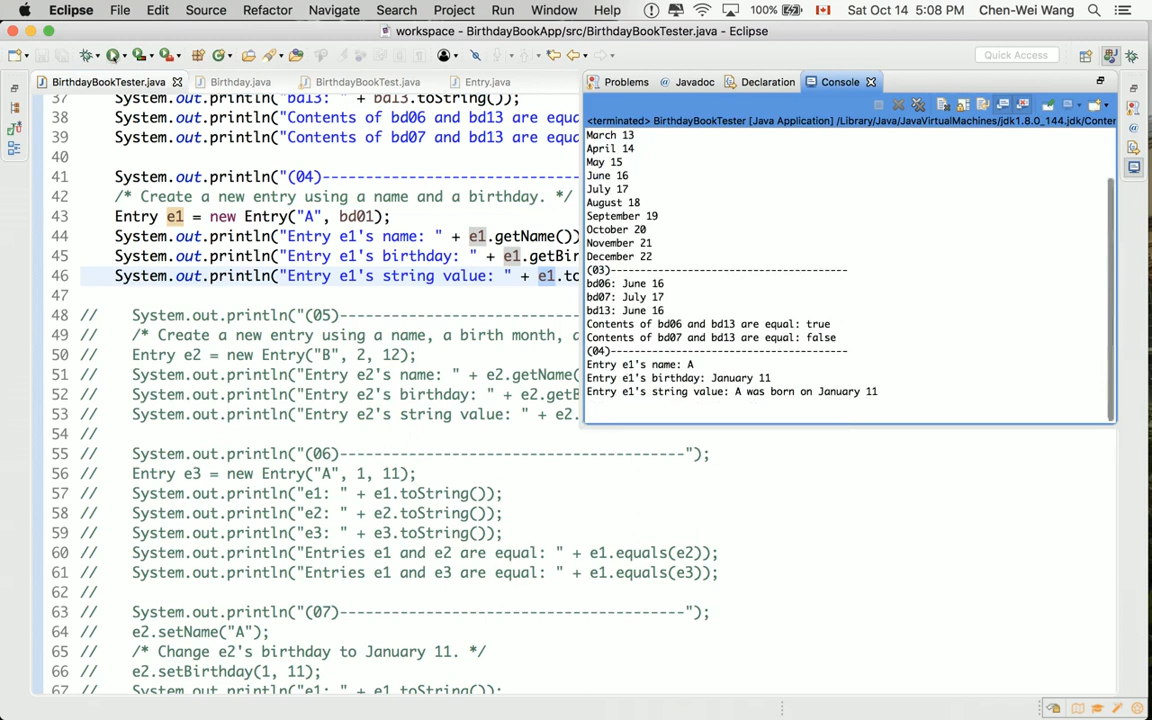 Eclipse File Edit Source Refactor Navigate Search Project Run Window Help 100% Sat Oct 14 5:08 PM Chen-Wei Wang
workspace - BirthdayBookApp/src/BirthdayBookTester.java - Eclipse
Quick Access
BirthdayBookTester.java Birthday.java BirthdayBookTest.java Entry.java
37 System.out.println("bd13: " + bd13.toString());
38 System.out.println("Contents of bd06 and bd13 are equa
39 System.out.println("Contents of bd07 and bd13 are equa
40
41 System.out.println("(04)----------------------------
42 /* Create a new entry using a name and a birthday. */
43 Entry e1 = new Entry("A", bd01);
44 System.out.println("Entry e1's name: " + e1.getName())
45 System.out.println("Entry e1's birthday: " + e1.getBir
46 System.out.println("Entry e1's string value: " + e1.to
47
48 // System.out.println("(05)---------------------------
49 // /* Create a new entry using a name, a birth month, a
50 // Entry e2 = new Entry("B", 2, 12);
51 // System.out.println("Entry e2's name: " + e2.getName(
52 // System.out.println("Entry e2's birthday: " + e2.getB
53 // System.out.println("Entry e2's string value: " + e2.
54 //
55 // System.out.println("(06)---------------------------------------");
56 // Entry e3 = new Entry("A", 1, 11);
57 // System.out.println("e1: " + e1.toString());
58 // System.out.println("e2: " + e2.toString());
59 // System.out.println("e3: " + e3.toString());
60 // System.out.println("Entries e1 and e2 are equal: " + e1.equals(e2));
61 // System.out.println("Entries e1 and e3 are equal: " + e1.equals(e3));
62 //
63 // System.out.println("(07)---------------------------------------");
64 // e2.setName("A");
65 // /* Change e2's birthday to January 11. */
66 // e2.setBirthday(1, 11);
67 // System.out.println("e1: " + e1.toString());
Problems Javadoc Declaration Console
<terminated> BirthdayBookTester [Java Application] /Library/Java/JavaVirtualMachines/jdk1.8.0_144.jdk/Conten
March 13
April 14
May 15
June 16
July 17
August 18
September 19
October 20
November 21
December 22
(03)---------------------------------------
bd06: June 16
bd07: July 17
bd13: June 16
Contents of bd06 and bd13 are equal: true
Contents of bd07 and bd13 are equal: false
(04)---------------------------------------
Entry e1's name: A
Entry e1's birthday: January 11
Entry e1's string value: A was born on January 11